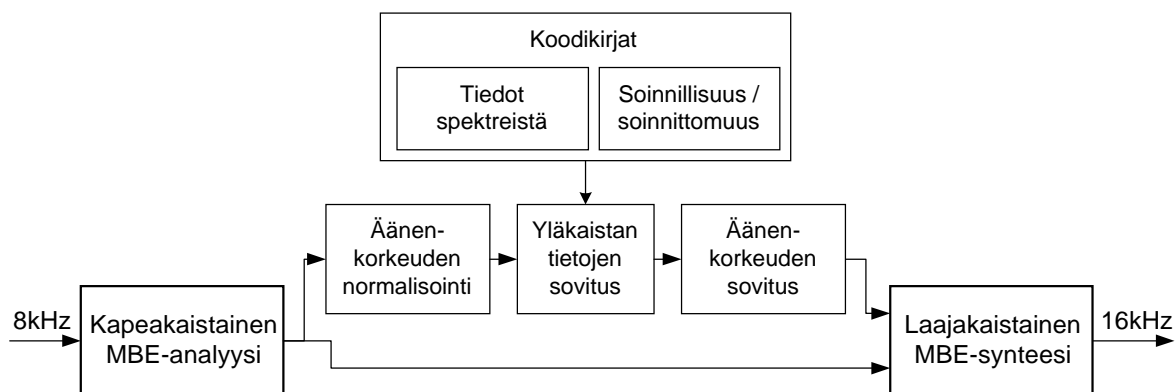 Koodikirjat
Tiedot
spektreistä
Soinnillisuus /
soinnittomuus
Äänen-
korkeuden
normalisointi
Yläkaistan
tietojen
sovitus
Äänen-
korkeuden
sovitus
8kHz
Kapeakaistainen
MBE-analyysi
Laajakaistainen
MBE-synteesi
16kHz